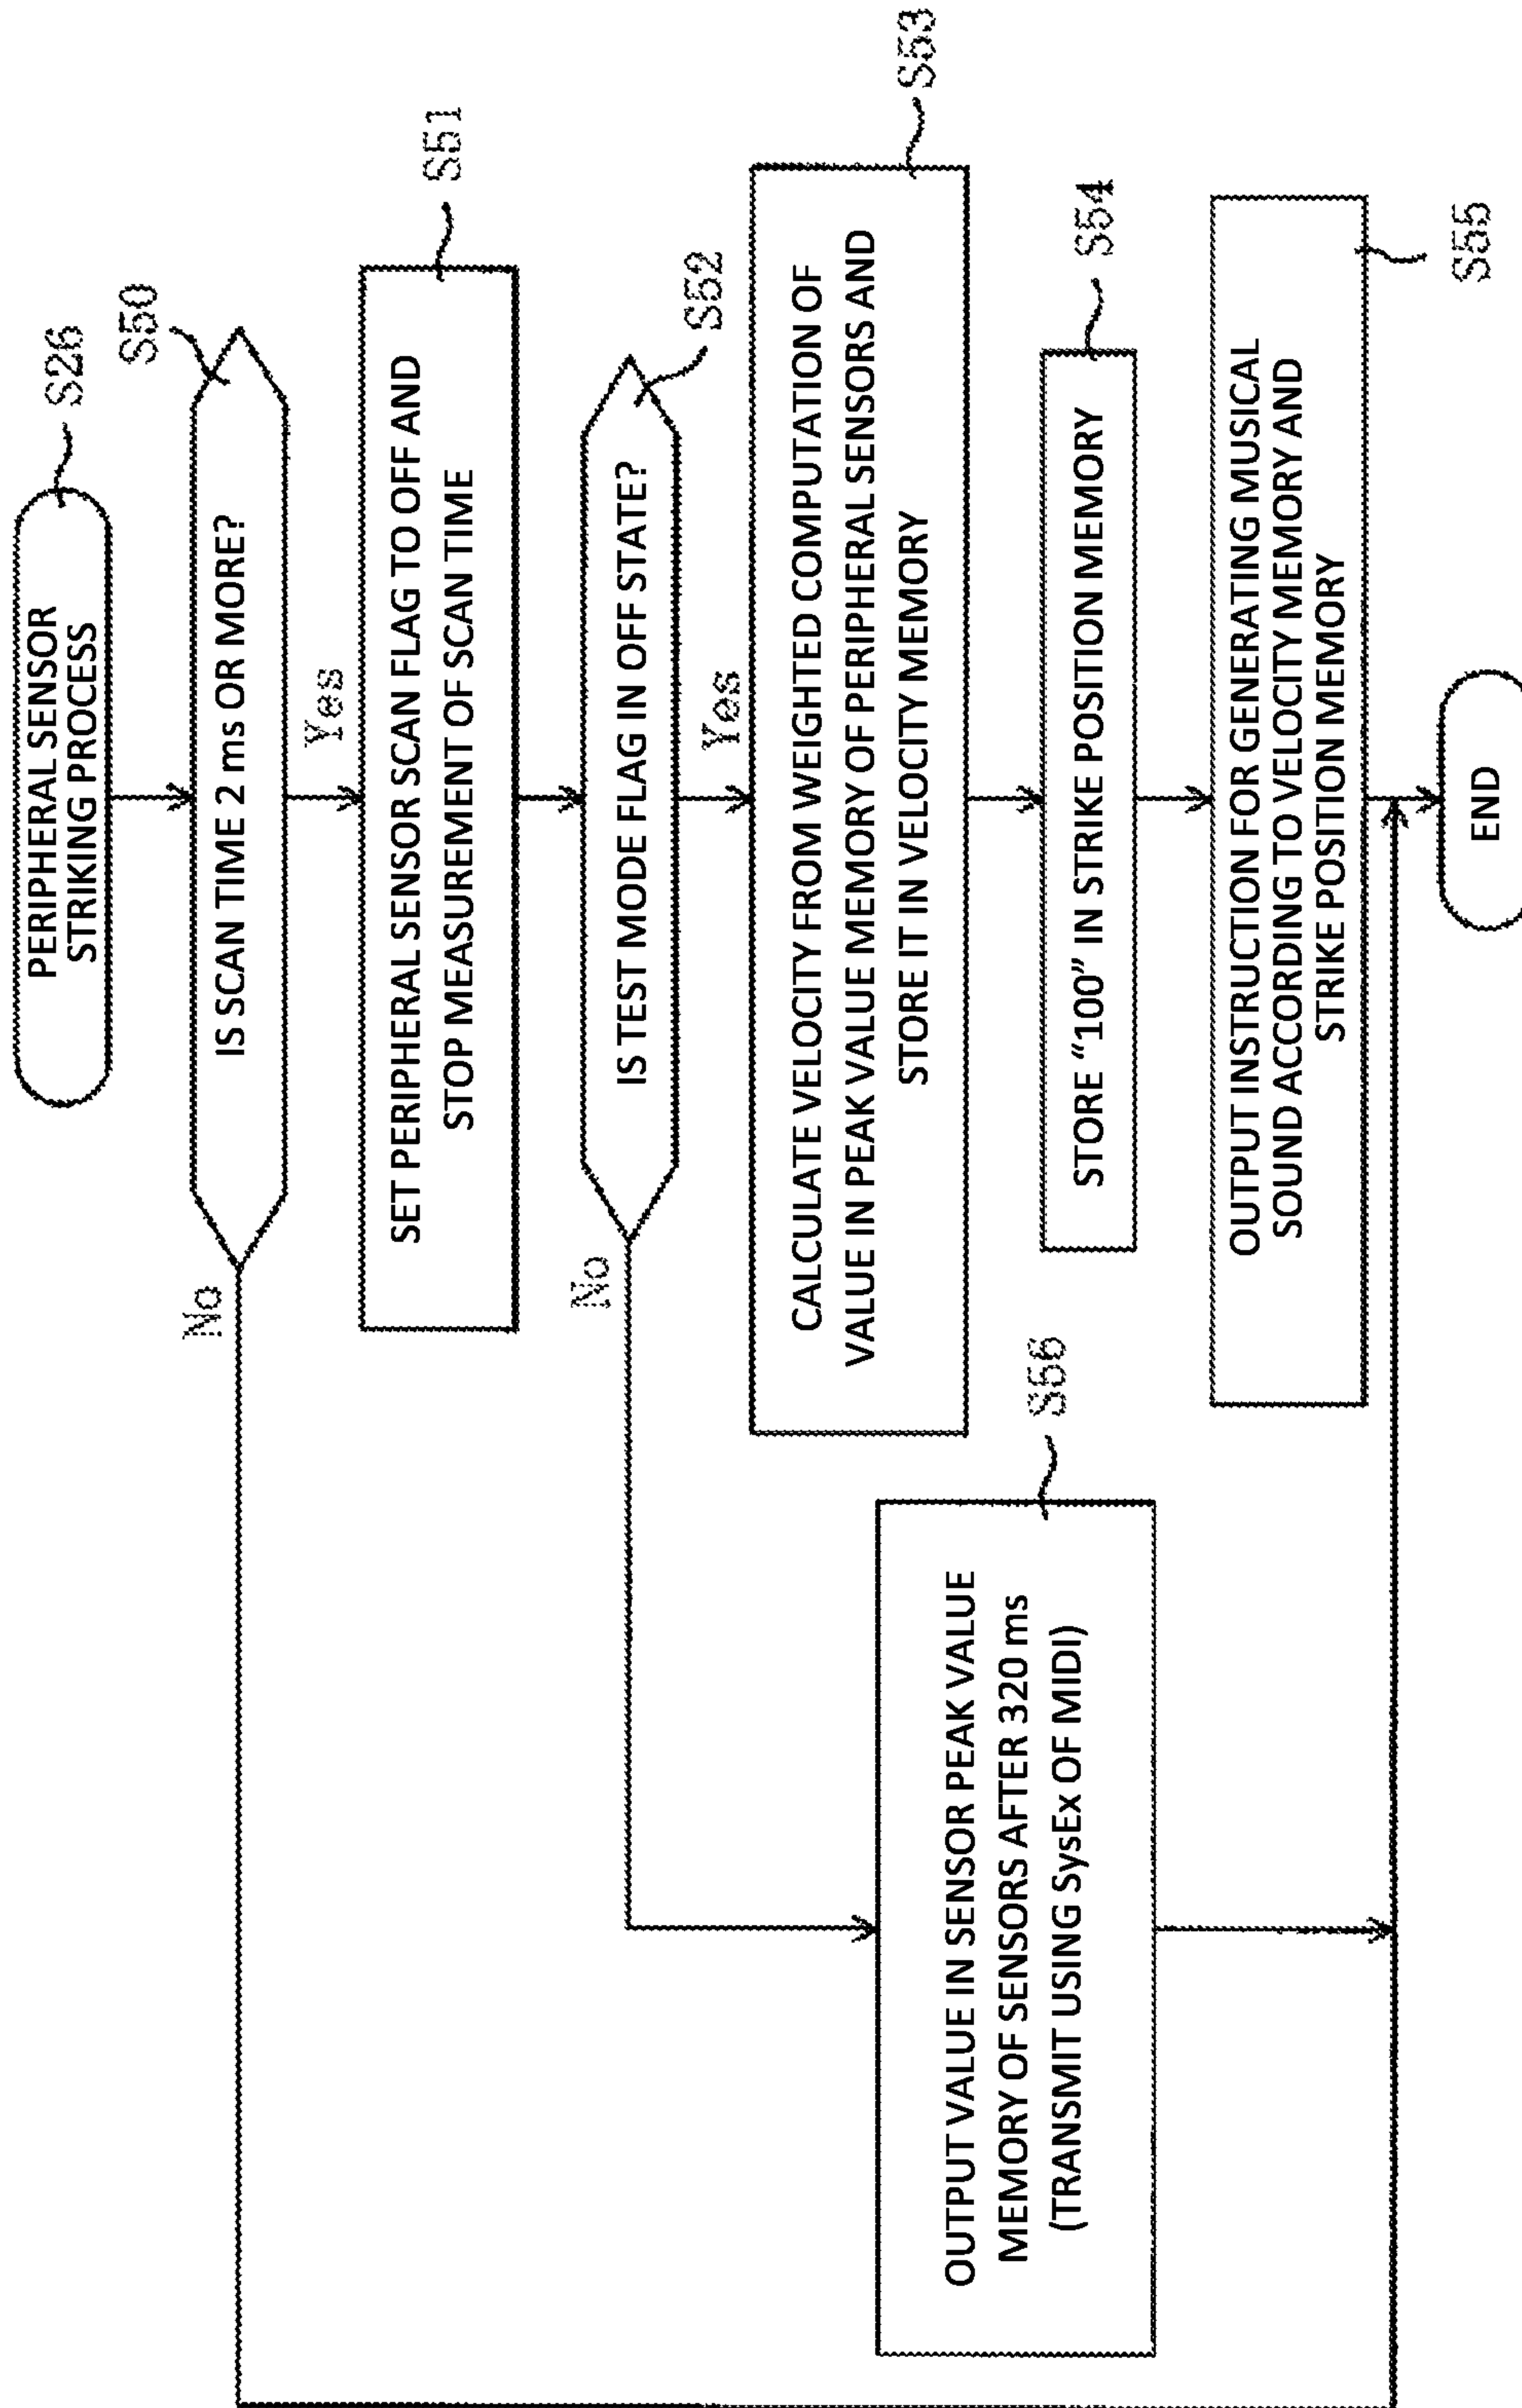 PERIPHERAL SENSOR
STRIKING PROCESS
S26
IS SCAN TIME 2 ms OR MORE?
S50
No
Yes
SET PERIPHERAL SENSOR SCAN FLAG TO OFF AND
STOP MEASUREMENT OF SCAN TIME
S51
IS TEST MODE FLAG IN OFF STATE?
S52
No
Yes
CALCULATE VELOCITY FROM WEIGHTED COMPUTATION OF
VALUE IN PEAK VALUE MEMORY OF PERIPHERAL SENSORS AND
STORE IT IN VELOCITY MEMORY
S53
OUTPUT VALUE IN SENSOR PEAK VALUE
MEMORY OF SENSORS AFTER 320 ms
(TRANSMIT USING SysEx OF MIDI)
S56
STORE “100” IN STRIKE POSITION MEMORY
S54
OUTPUT INSTRUCTION FOR GENERATING MUSICAL
SOUND ACCORDING TO VELOCITY MEMORY AND
STRIKE POSITION MEMORY
S55
END